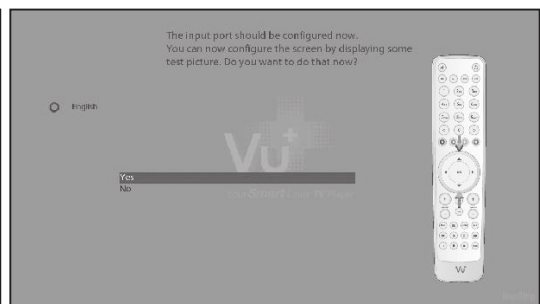 The input port should be configured now.
You can now configure the screen by displaying some
test picture. Do you want to do that now?
English
Vu+
Yes
No